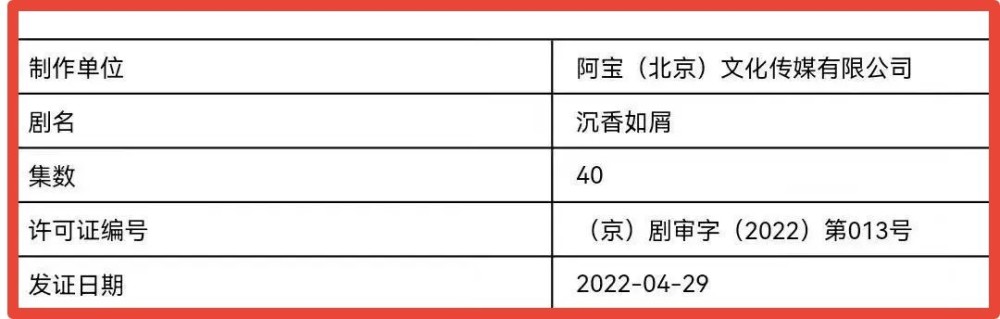 制作单位 阿宝（北京）文化传媒有限公司
剧名 沉香如屑
集数 40
许可证编号 （京）剧审字（2022）第013号
发证日期 2022-04-29